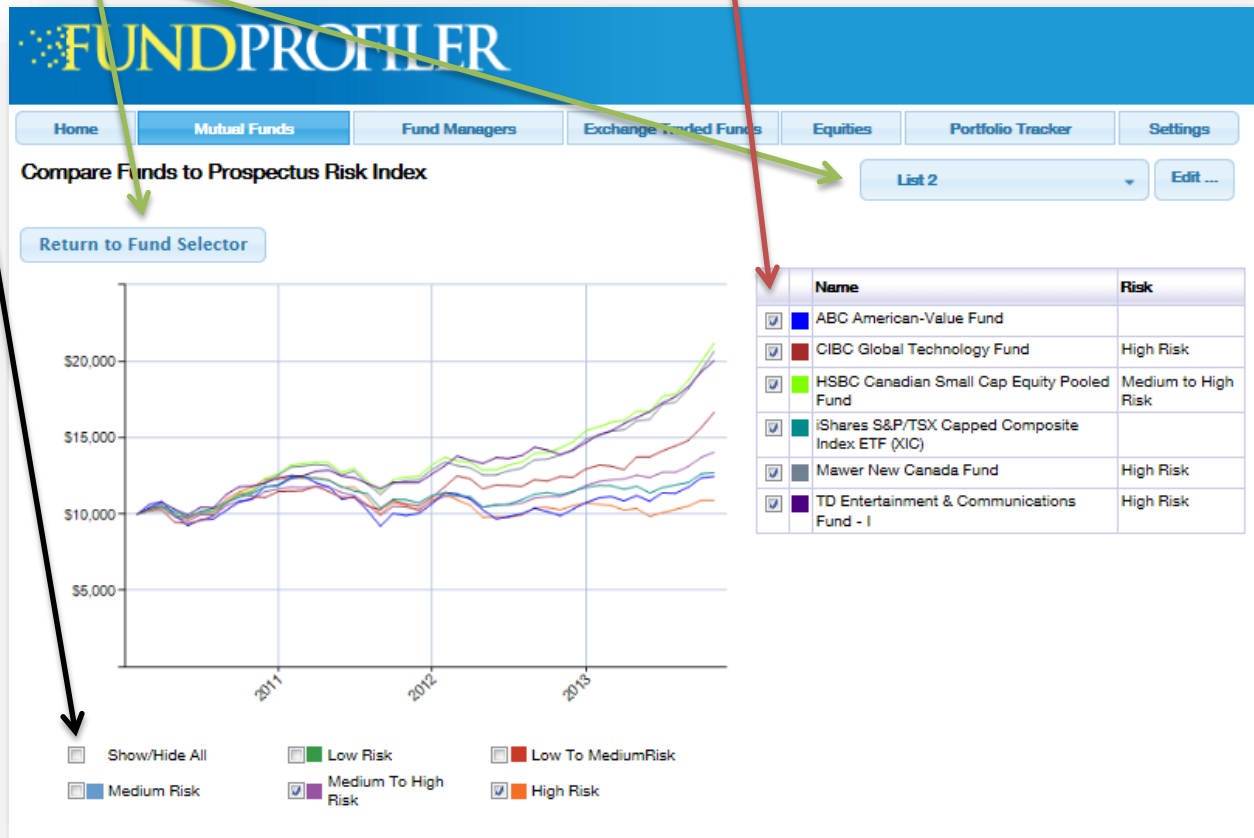 FUNDPROFILER
Home Mutual Funds Fund Managers Exchange Traded Funds Equities Portfolio Tracker Settings
Compare Funds to Prospectus Risk Index
List 2 Edit ...
Return to Fund Selector
Name Risk
ABC American-Value Fund
CIBC Global Technology Fund High Risk
HSBC Canadian Small Cap Equity Pooled Medium to High
Fund Risk
iShares S&P/TSX Capped Composite
Index ETF (XIC)
Mawer New Canada Fund High Risk
TD Entertainment & Communications High Risk
Fund - I
$20,000
$15,000
$10,000
$5,000
2011 2012 2013
Show/Hide All Low Risk Low To MediumRisk
Medium Risk Medium To High High Risk
Risk